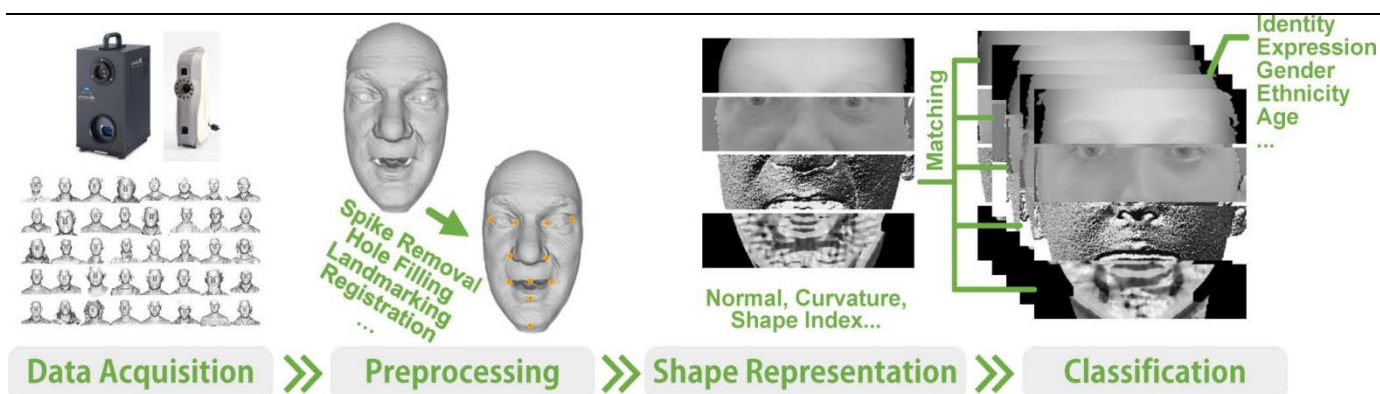 Spike Removal
Hole Filling
Landmarking
Registration
...
Normal, Curvature,
Shape Index...
Matching
Identity
Expression
Gender
Ethnicity
Age
...
Data Acquisition
Preprocessing
Shape Representation
Classification